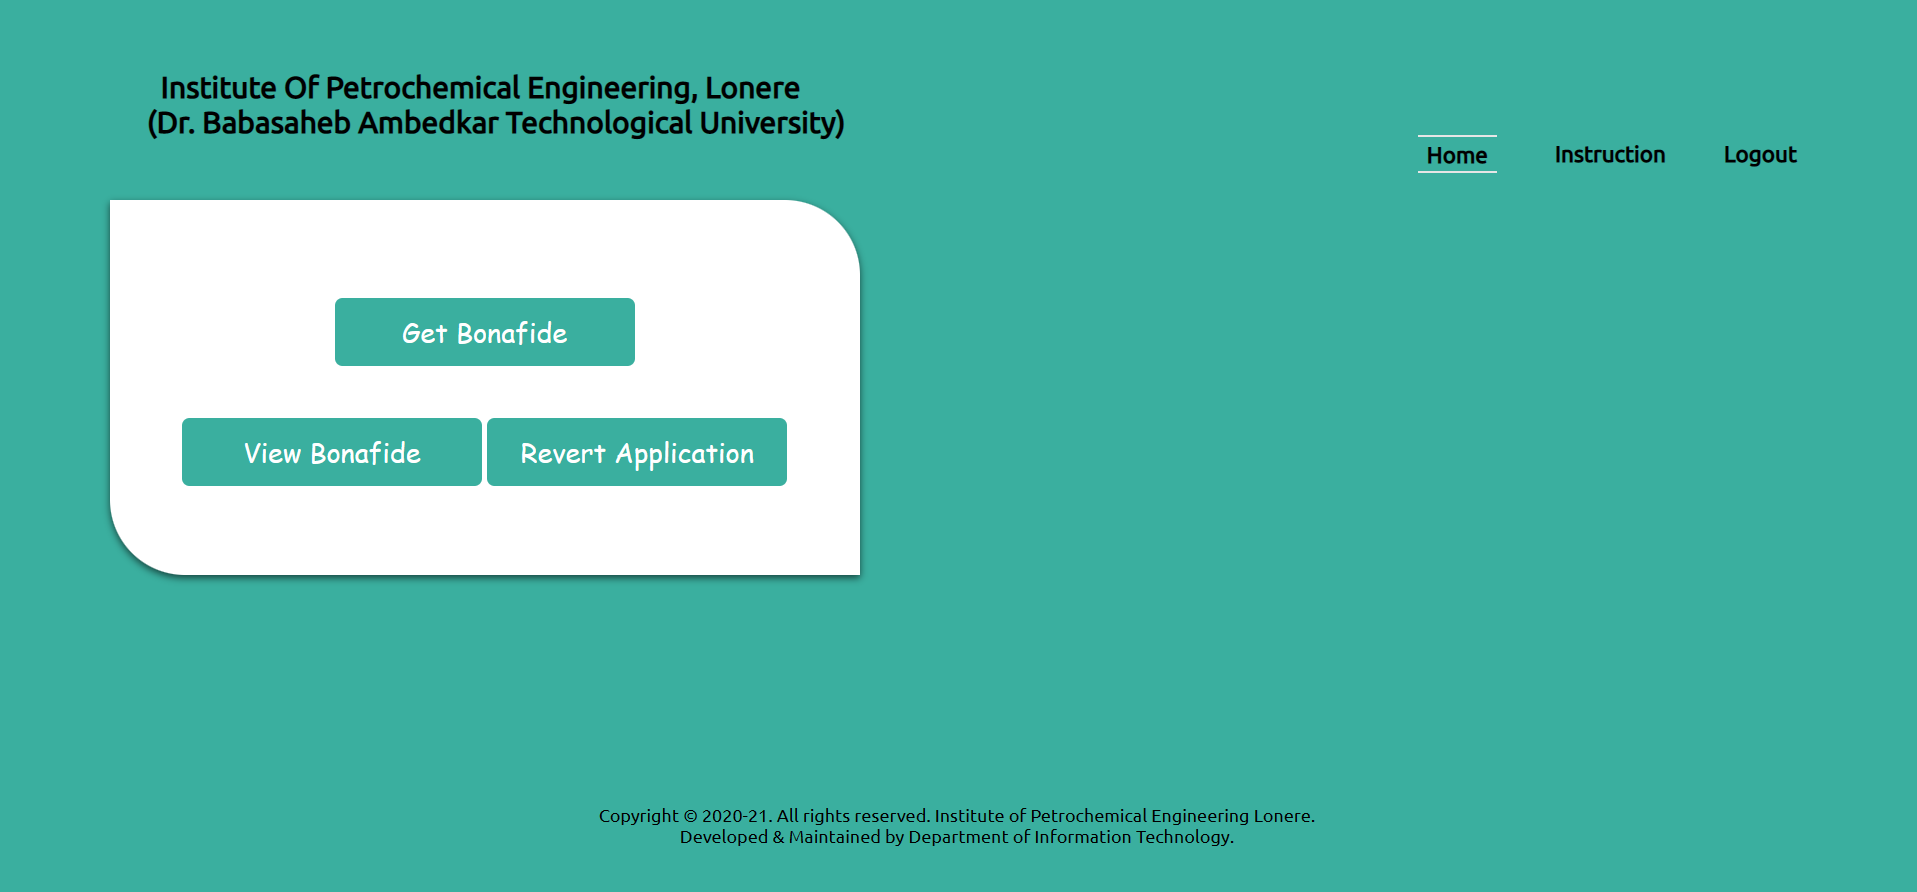 Institute Of Petrochemical Engineering, Lonere
(Dr. Babasaheb Ambedkar Technological University)
Home Instruction Logout
Get Bonafide
View Bonafide Revert Application
Copyright © 2020-21. All rights reserved. Institute of Petrochemical Engineering Lonere.
Developed & Maintained by Department of Information Technology.